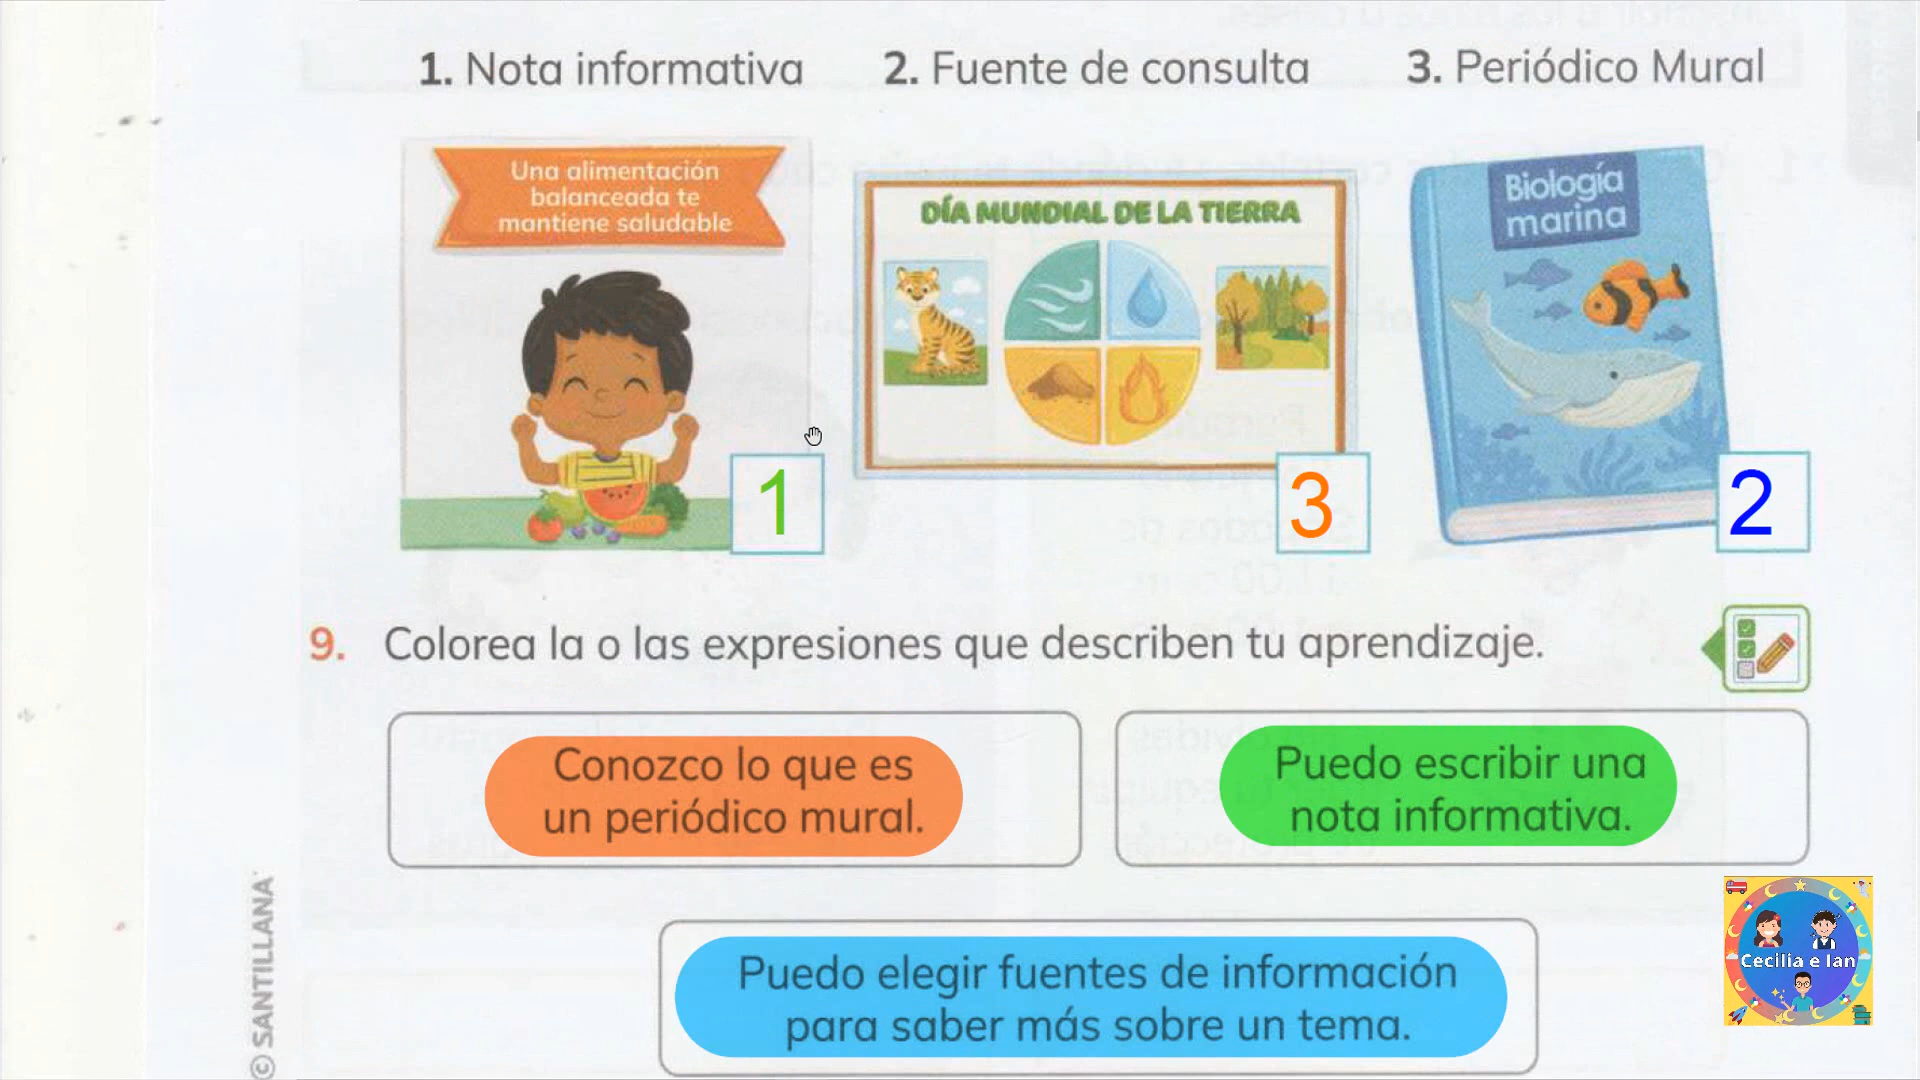 1. Nota informativa
2. Fuente de consulta
3. Periódico Mural
Una alimentación
balanceada te
mantiene saludable
1
DÍA MUNDIAL DE LA TIERRA
3
Biología
marina
2
9. Colorea la o las expresiones que describen tu aprendizaje.
Conozco lo que es
un periódico mural.
Puedo escribir una
nota informativa.
Puedo elegir fuentes de información
para saber más sobre un tema.
© SANTILLANA
Cecilia e Ian